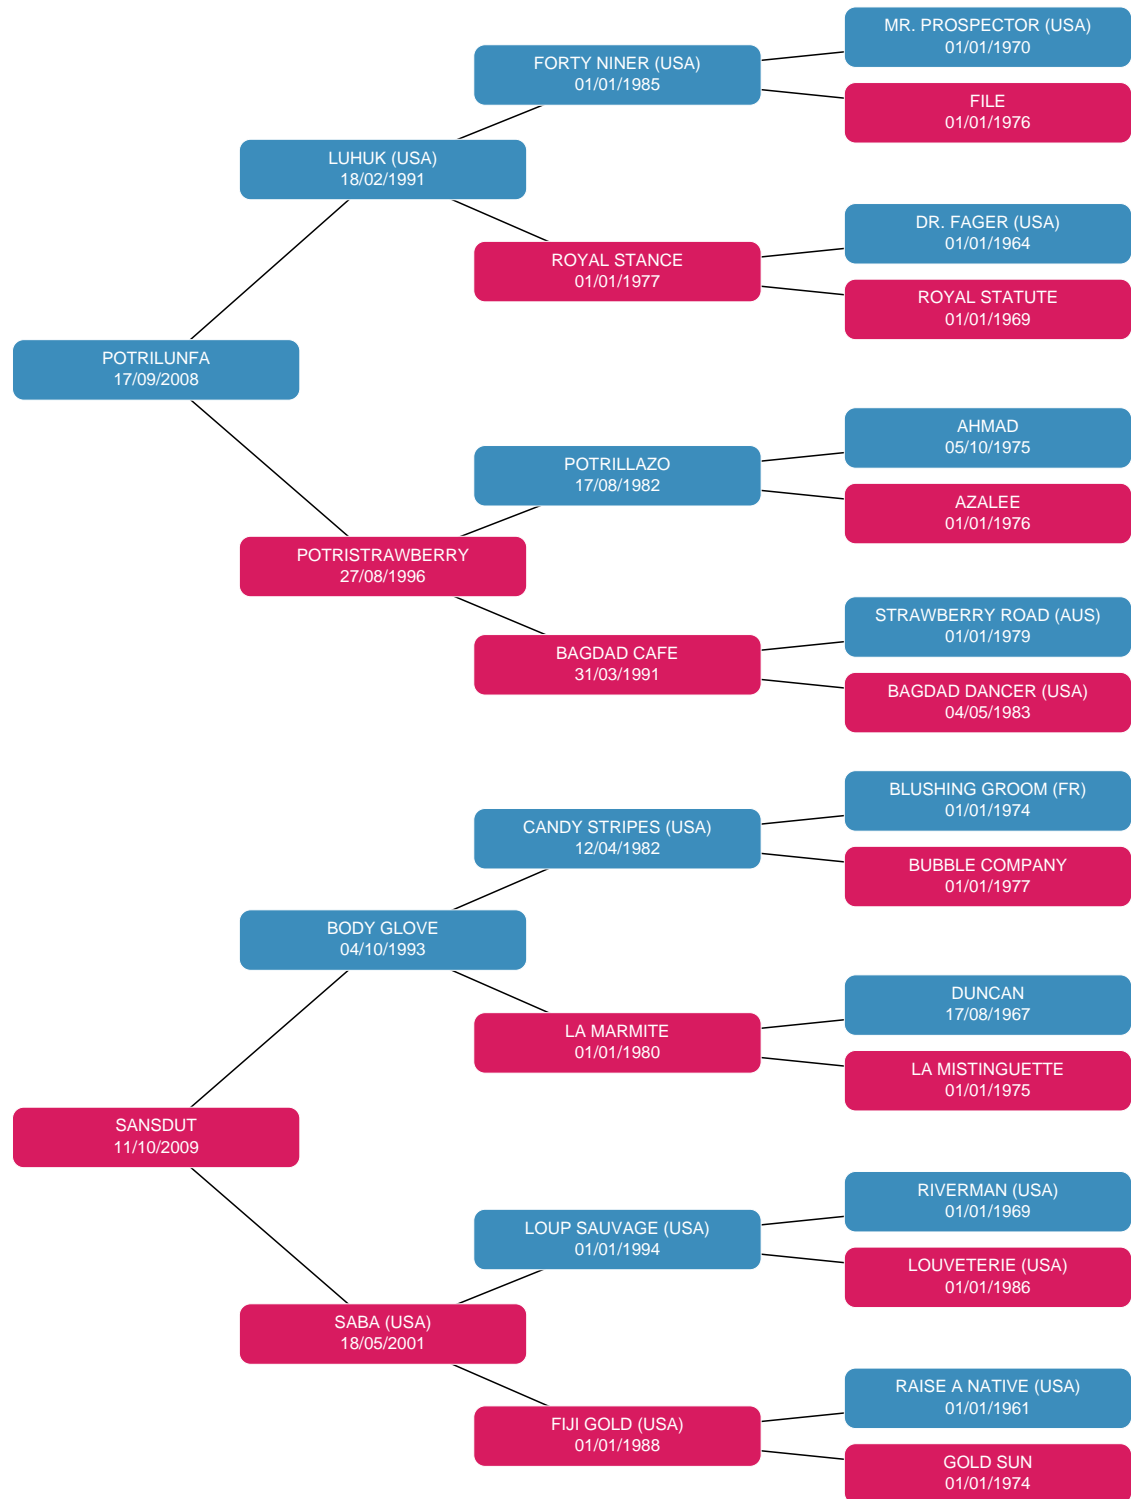 MR. PROSPECTOR (USA)
01/01/1970
FORTY NINER (USA)
01/01/1985
FILE
01/01/1976
LUHUK (USA)
18/02/1991
DR. FAGER (USA)
01/01/1964
ROYAL STANCE
01/01/1977
ROYAL STATUTE
01/01/1969
POTRILUNFA
17/09/2008
AHMAD
05/10/1975
POTRILLAZO
17/08/1982
AZALEE
01/01/1976
POTRISTRAWBERRY
27/08/1996
STRAWBERRY ROAD (AUS)
01/01/1979
BAGDAD CAFE
31/03/1991
BAGDAD DANCER (USA)
04/05/1983
BLUSHING GROOM (FR)
01/01/1974
CANDY STRIPES (USA)
12/04/1982
BUBBLE COMPANY
01/01/1977
BODY GLOVE
04/10/1993
DUNCAN
17/08/1967
LA MARMITE
01/01/1980
LA MISTINGUETTE
01/01/1975
SANSDUT
11/10/2009
RIVERMAN (USA)
01/01/1969
LOUP SAUVAGE (USA)
01/01/1994
LOUVETERIE (USA)
01/01/1986
SABA (USA)
18/05/2001
RAISE A NATIVE (USA)
01/01/1961
FIJI GOLD (USA)
01/01/1988
GOLD SUN
01/01/1974